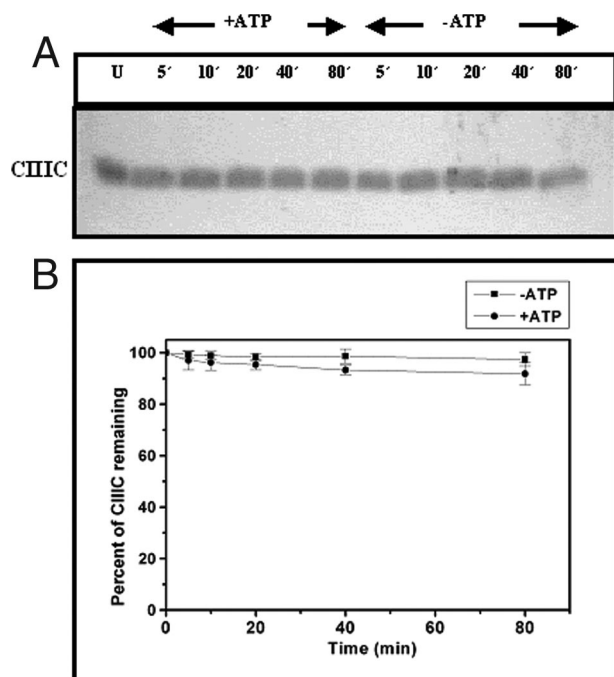 +ATP -ATP
A
U 5´ 10´ 20´ 40´ 80´ 5´ 10´ 20´ 40´ 80´
CIIIC
B
-ATP
+ATP
100
80
60
40
20
0
0 20 40 60 80
Percent of CIIIC remaining
Time (min)